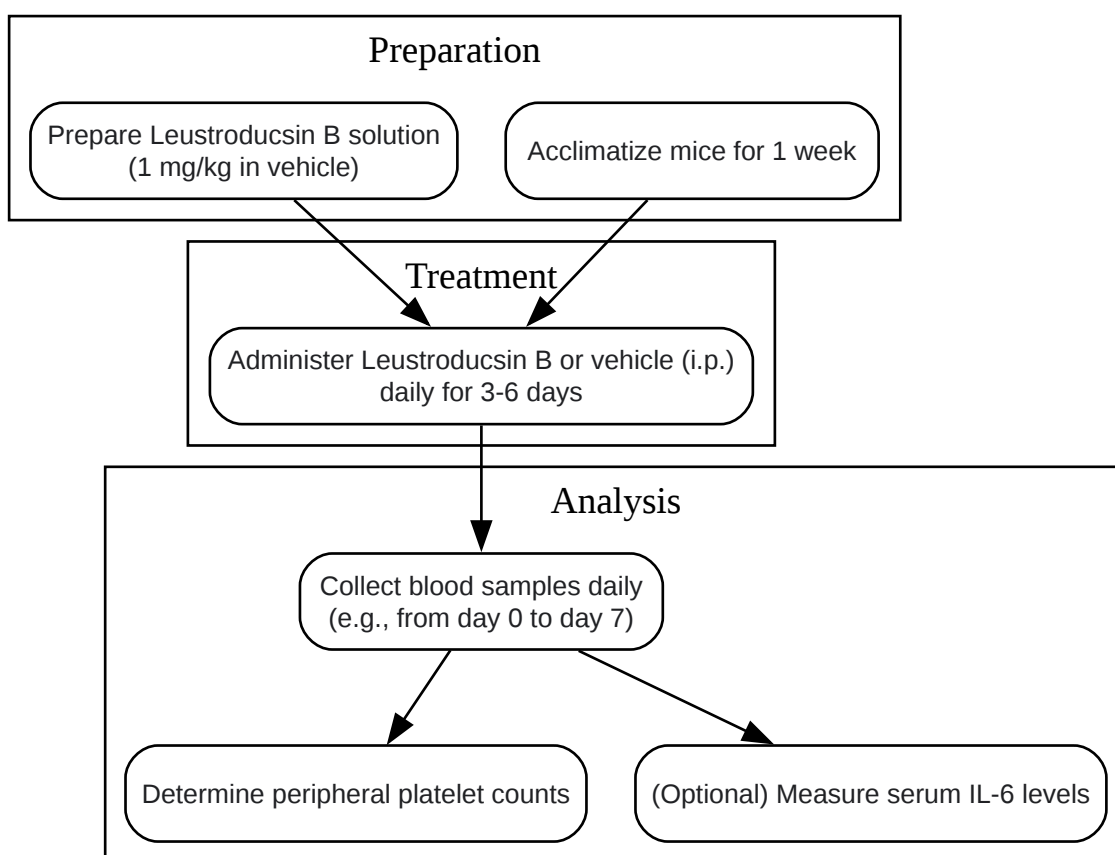 Preparation
Prepare Leustroducsin B solution
(1 mg/kg in vehicle)
Acclimatize mice for 1 week
Treatment
Administer Leustroducsin B or vehicle (i.p.)
daily for 3-6 days
Analysis
Collect blood samples daily
(e.g., from day 0 to day 7)
Determine peripheral platelet counts
(Optional) Measure serum IL-6 levels